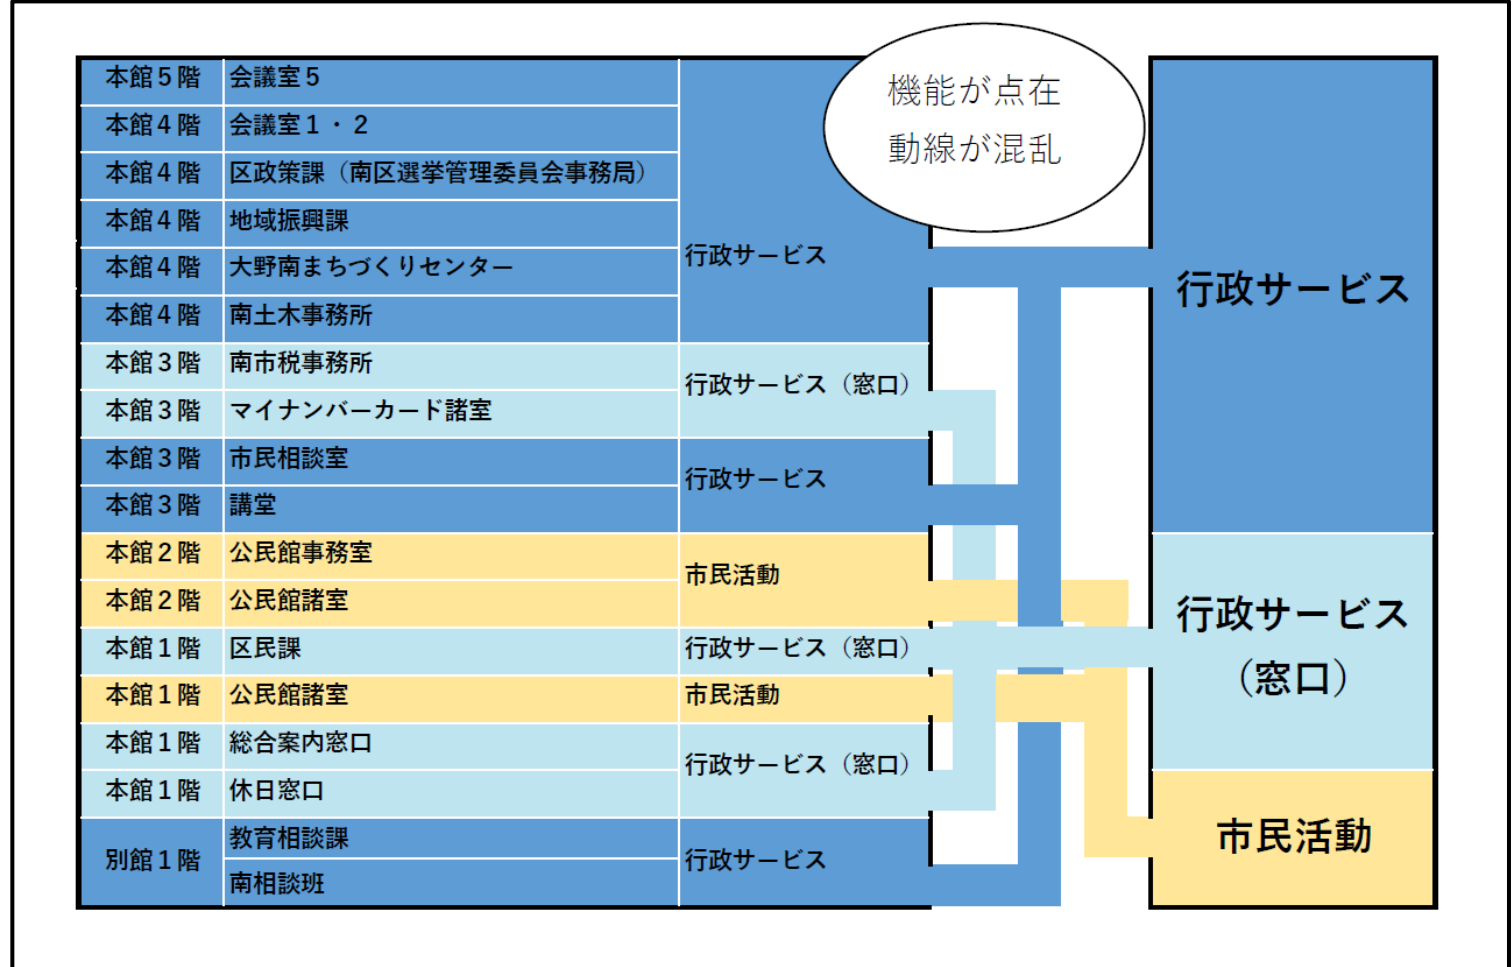 機能が点在
動線が混乱
本館５階 会議室５
本館４階 会議室１・２
本館４階 区政策課（南区選挙管理委員会事務局）
本館４階 地域振興課
行政サービス
本館４階 大野南まちづくりセンター
本館４階 南土木事務所
本館３階 南市税事務所
行政サービス（窓口）
本館３階 マイナンバーカード諸室
本館３階 市民相談室
行政サービス
本館３階 講堂
本館２階 公民館事務室
市民活動
本館２階 公民館諸室
本館１階 区民課 行政サービス（窓口）
本館１階 公民館諸室 市民活動
本館１階 総合案内窓口
行政サービス（窓口）
本館１階 休日窓口
別館１階 教育相談課
行政サービス
南相談班
行政サービス
行政サービス
（窓口）
市民活動